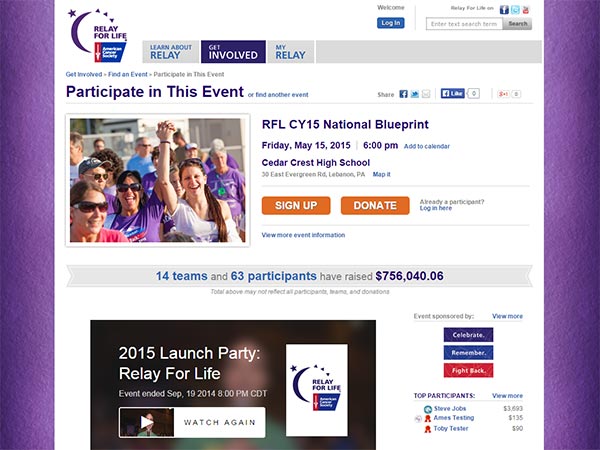 Welcome
Relay For Life on
Log In
Enter text search term
Search
RELAY
FOR LIFE
American
Cancer
Society
LEARN ABOUT
RELAY
GET
INVOLVED
MY
RELAY
Get Involved » Find an Event » Participate in This Event
Participate in This Event or find another event
Share
Like
0
+1
0
RFL CY15 National Blueprint
Friday, May 15, 2015 | 6:00 pm Add to calendar
Cedar Crest High School
30 East Evergreen Rd, Lebanon, PA Map it
SIGN UP
DONATE
Already a participant?
Log in here
View more event information
14 teams and 63 participants have raised $756,040.06
Total above may not reflect all participants, teams, and donations.
2015 Launch Party:
Relay For Life
Event ended Sep, 19 2014 8:00 PM CDT
WATCH AGAIN
RELAY
FOR LIFE
American
Cancer
Society
Event sponsored by: View more
Celebrate.
Remember.
Fight Back.
TOP PARTICIPANTS: View more
Steve Jobs $3,693
Ames Testing $135
Toby Tester $90